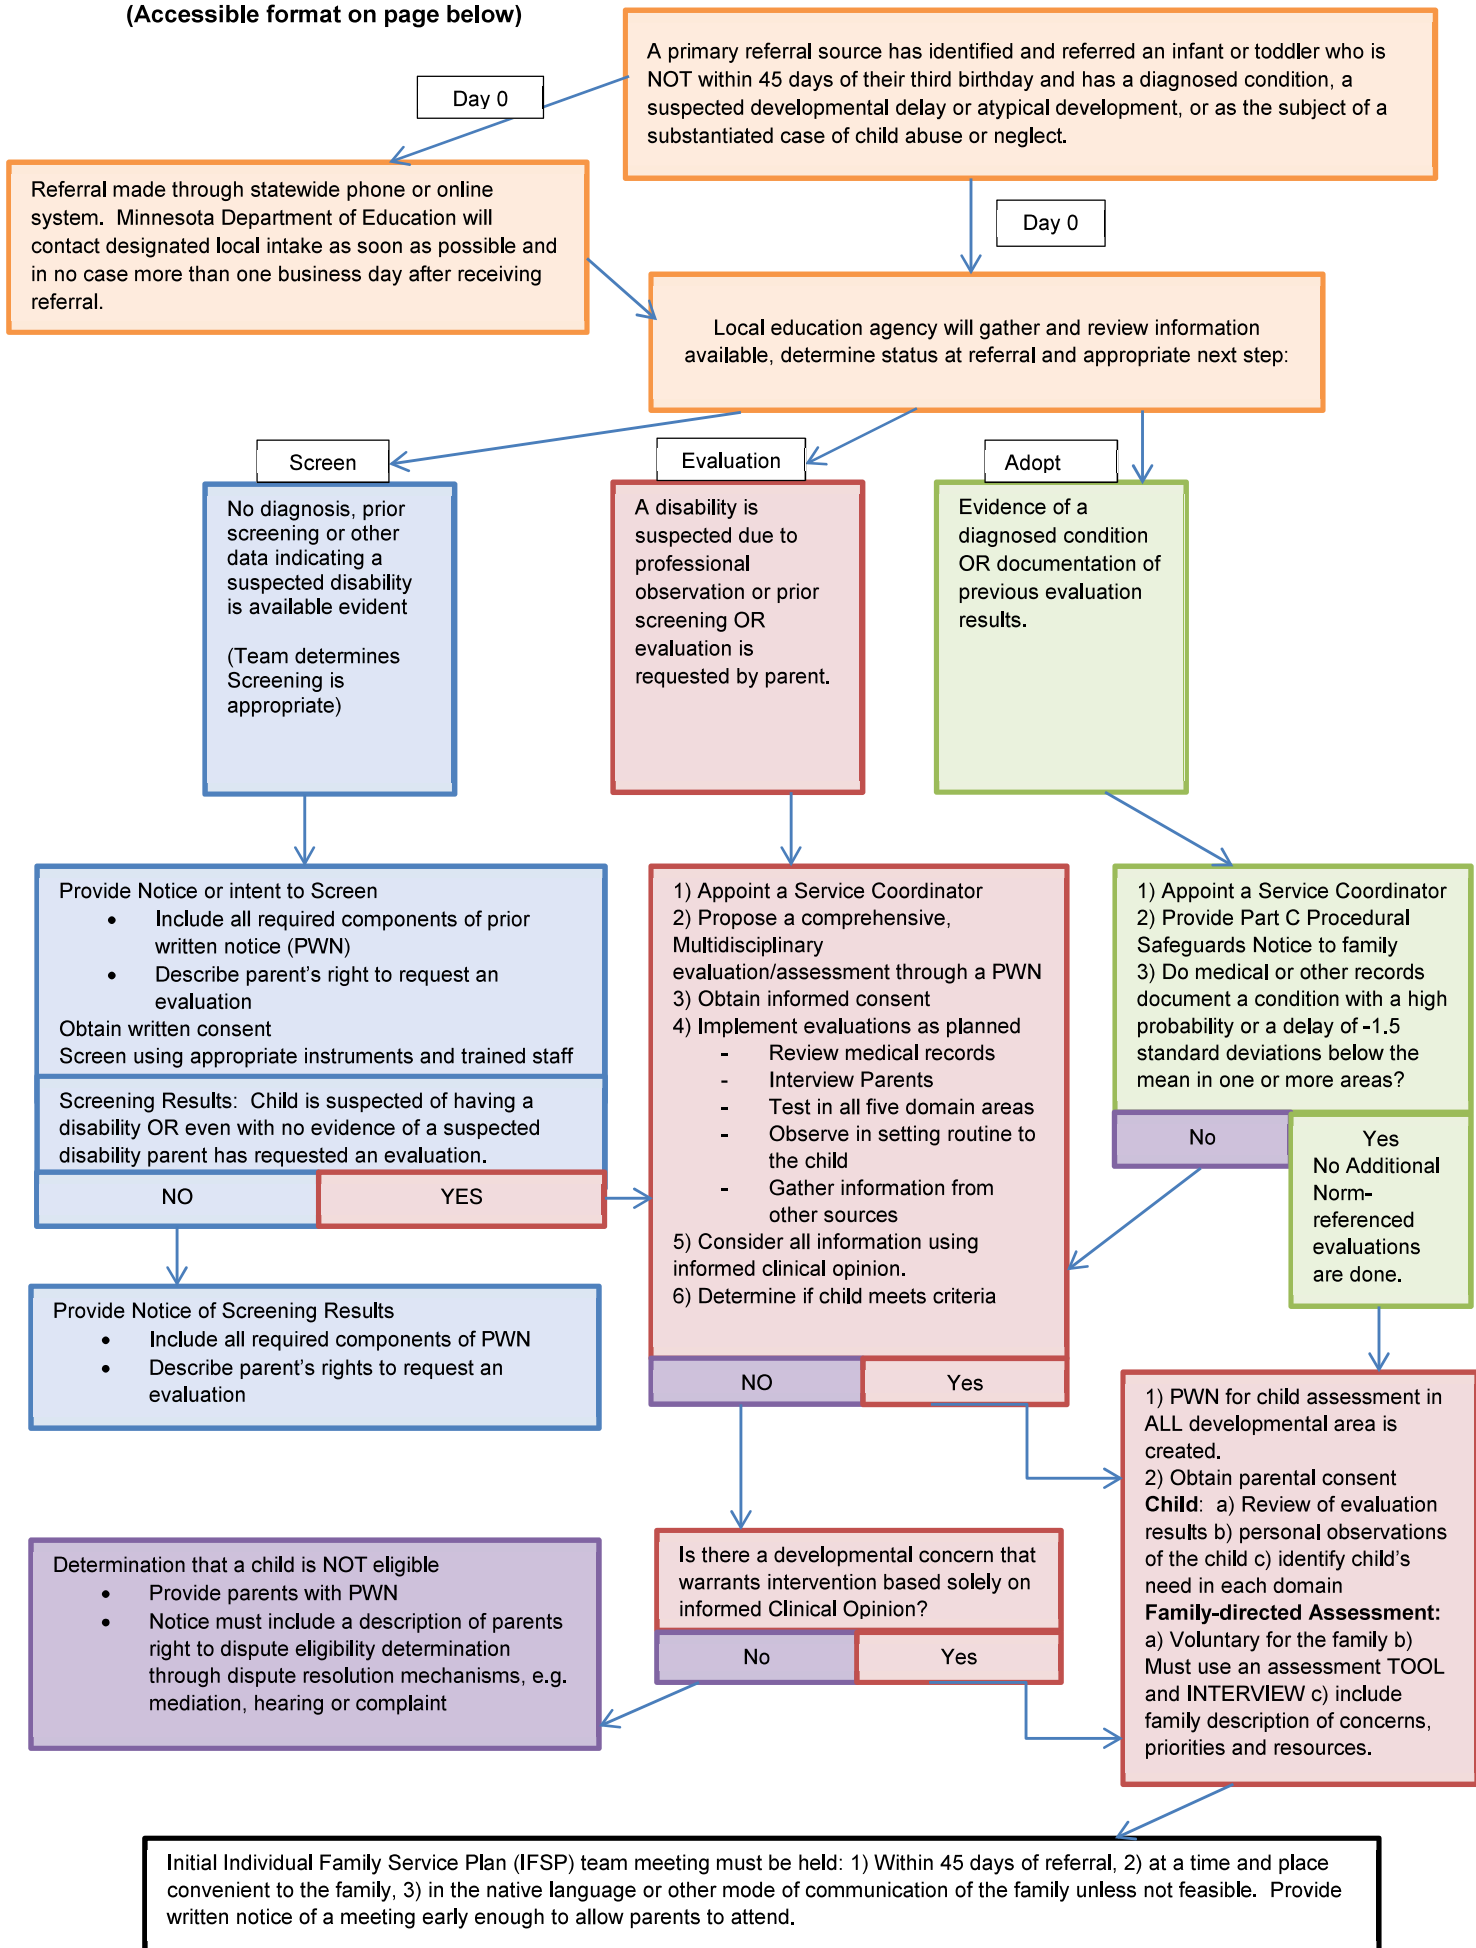 (Accessible format on page below)
A primary referral source has identified and referred an infant or toddler who is
NOT within 45 days of their third birthday and has a diagnosed condition, a
suspected developmental delay or atypical development, or as the subject of a
substantiated case of child abuse or neglect.
Day 0
Referral made through statewide phone or online
system.  Minnesota Department of Education will
contact designated local intake as soon as possible and
in no case more than one business day after receiving
referral.
Day 0
Local education agency will gather and review information
available, determine status at referral and appropriate next step:
Screen
No diagnosis, prior
screening or other
data indicating a
suspected disability
is available evident
(Team determines
Screening is
appropriate)
Evaluation
A disability is
suspected due to
professional
observation or prior
screening OR
evaluation is
requested by parent.
Adopt
Evidence of a
diagnosed condition
OR documentation of
previous evaluation
results.
Provide Notice or intent to Screen
• Include all required components of prior
written notice (PWN)
• Describe parent's right to request an
evaluation
Obtain written consent
Screen using appropriate instruments and trained staff
Screening Results:  Child is suspected of having a
disability OR even with no evidence of a suspected
disability parent has requested an evaluation.
NO
YES
Provide Notice of Screening Results
• Include all required components of PWN
• Describe parent's rights to request an
evaluation
1) Appoint a Service Coordinator
2) Propose a comprehensive,
Multidisciplinary
evaluation/assessment through a PWN
3) Obtain informed consent
4) Implement evaluations as planned
- Review medical records
- Interview Parents
- Test in all five domain areas
- Observe in setting routine to
the child
- Gather information from
other sources
5) Consider all information using
informed clinical opinion.
6) Determine if child meets criteria
NO
Yes
1) Appoint a Service Coordinator
2) Provide Part C Procedural
Safeguards Notice to family
3) Do medical or other records
document a condition with a high
probability or a delay of -1.5
standard deviations below the
mean in one or more areas?
No
Yes
No Additional
Norm-
referenced
evaluations
are done.
Determination that a child is NOT eligible
• Provide parents with PWN
• Notice must include a description of parents
right to dispute eligibility determination
through dispute resolution mechanisms, e.g.
mediation, hearing or complaint
Is there a developmental concern that
warrants intervention based solely on
informed Clinical Opinion?
No
Yes
1) PWN for child assessment in
ALL developmental area is
created.
2) Obtain parental consent
Child:  a) Review of evaluation
results b) personal observations
of the child c) identify child's
need in each domain
Family-directed Assessment:
a) Voluntary for the family b)
Must use an assessment TOOL
and INTERVIEW c) include
family description of concerns,
priorities and resources.
Initial Individual Family Service Plan (IFSP) team meeting must be held: 1) Within 45 days of referral, 2) at a time and place
convenient to the family, 3) in the native language or other mode of communication of the family unless not feasible.  Provide
written notice of a meeting early enough to allow parents to attend.